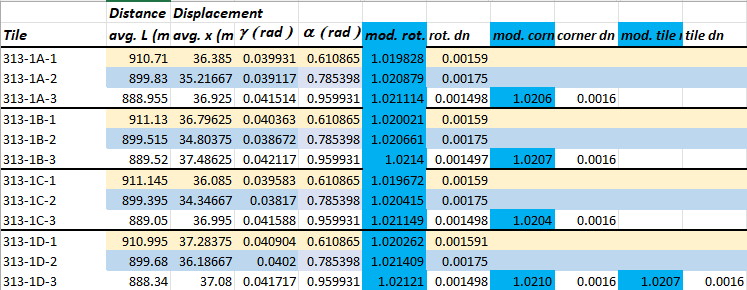 Distance Displacement
Tile avg. L (m avg. x (m γ ( rad ) α ( rad ) mod. rot. rot. dn mod. corn corner dn mod. tile tile dn
313-1A-1 910.71 36.385 0.039931 0.610865 1.019828 0.00159
313-1A-2 899.83 35.21667 0.039117 0.785398 1.020879 0.00175
313-1A-3 888.955 36.925 0.041514 0.959931 1.021114 0.001498 1.0206 0.0016
313-1B-1 911.13 36.79625 0.040363 0.610865 1.020021 0.00159
313-1B-2 899.515 34.80375 0.038672 0.785398 1.020661 0.00175
313-1B-3 889.52 37.48625 0.042117 0.959931 1.0214 0.001497 1.0207 0.0016
313-1C-1 911.145 36.085 0.039583 0.610865 1.019672 0.00159
313-1C-2 899.395 34.34667 0.03817 0.785398 1.020415 0.00175
313-1C-3 889.05 36.995 0.041588 0.959931 1.021149 0.001498 1.0204 0.0016
313-1D-1 910.995 37.28375 0.040904 0.610865 1.020262 0.001591
313-1D-2 899.68 36.18667 0.0402 0.785398 1.021409 0.00175
313-1D-3 888.34 37.08 0.041717 0.959931 1.02121 0.001498 1.0210 0.0016 1.0207 0.0016